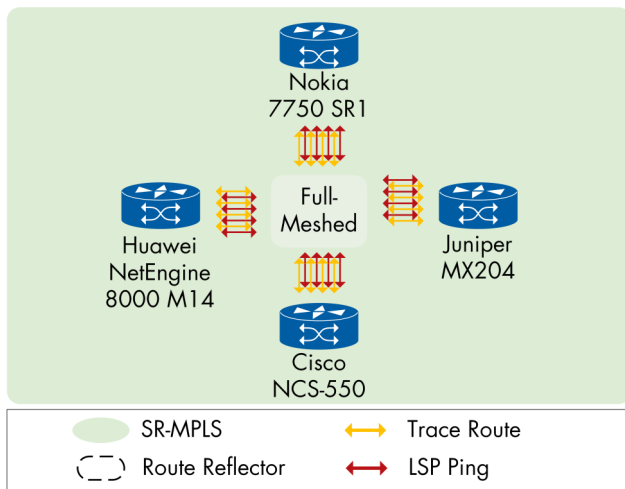 Nokia
7750 SR1
Full-
Meshed
Huawei
NetEngine
8000 M14
Juniper
MX204
Cisco
NCS-550
SR-MPLS
Trace Route
Route Reflector
LSP Ping